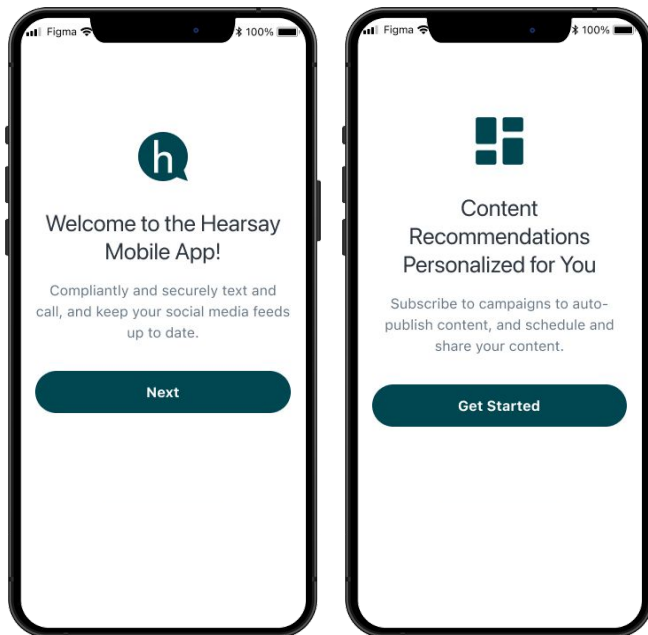 Figma 100%
h
Welcome to the Hearsay
Mobile App!
Compliantly and securely text and
call, and keep your social media feeds
up to date.
Next
Figma 100%
Content
Recommendations
Personalized for You
Subscribe to campaigns to auto-
publish content, and schedule and
share your content.
Get Started